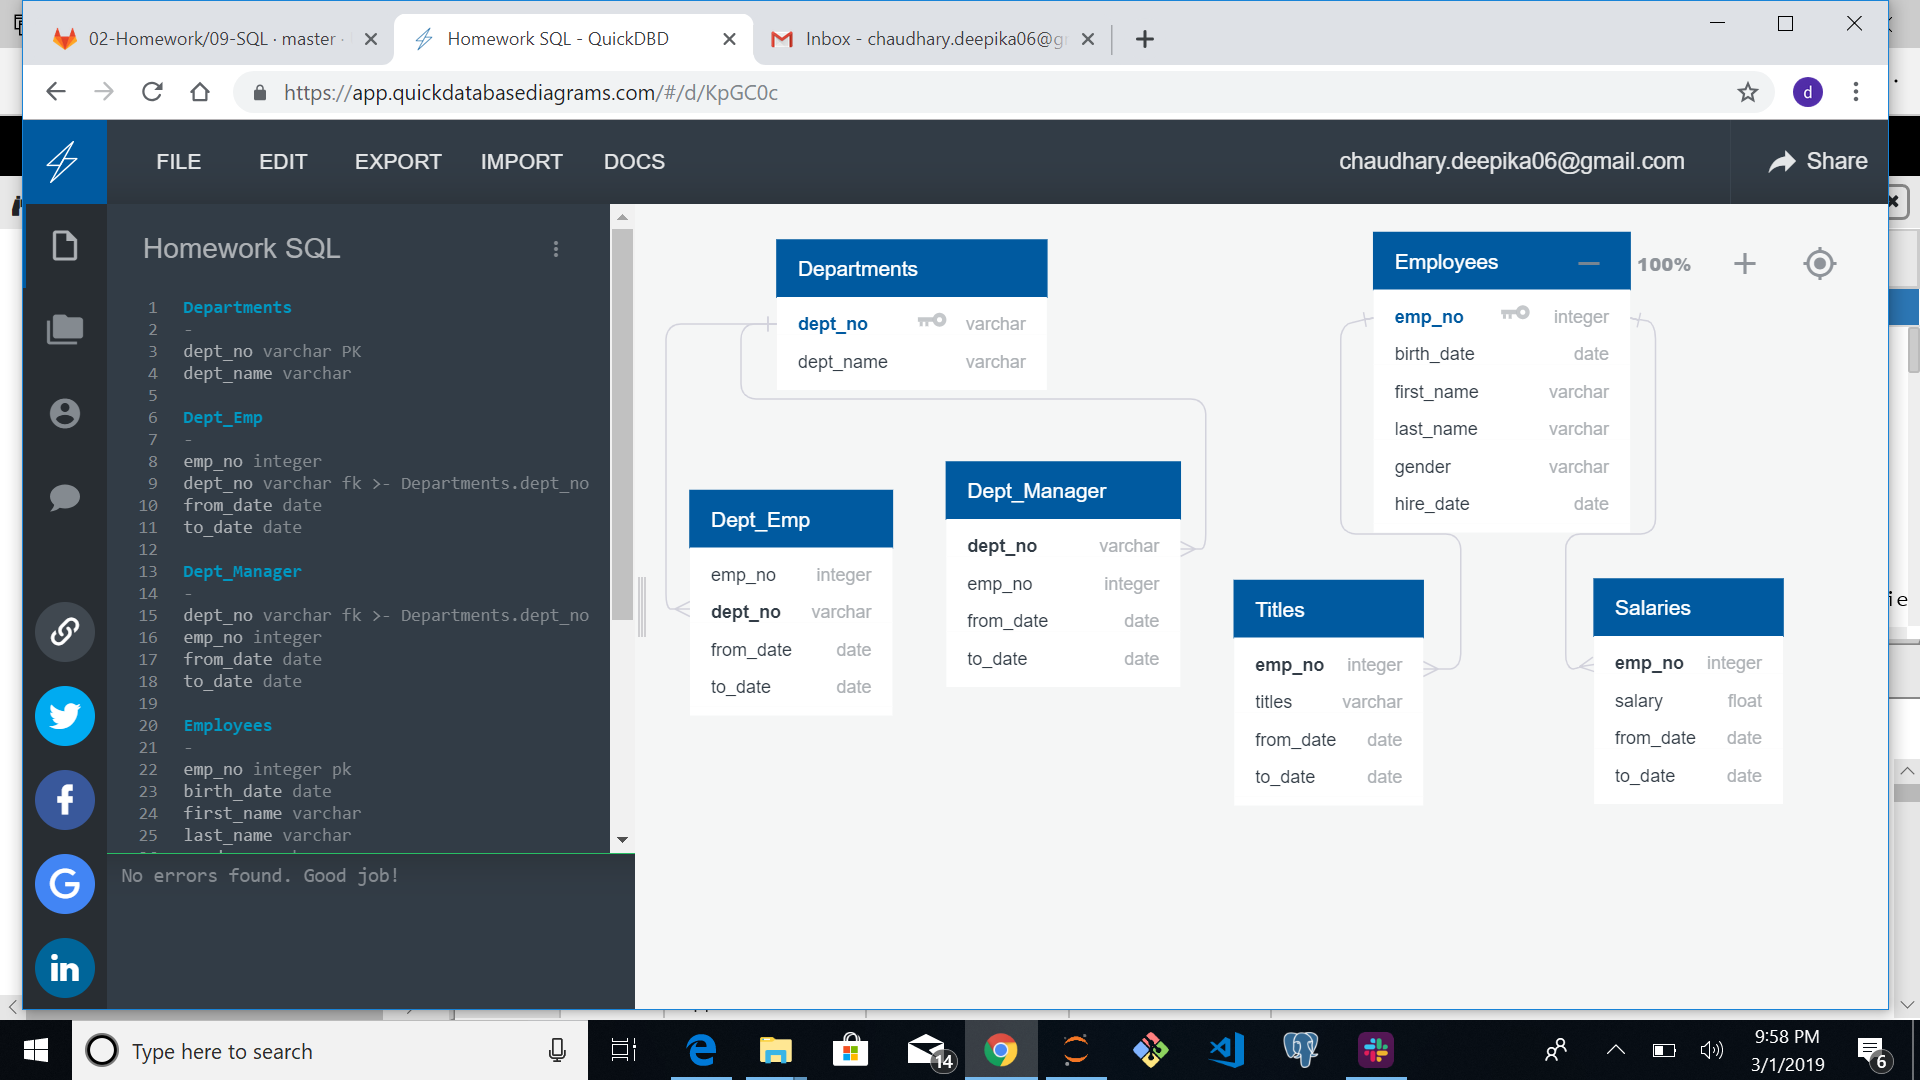 02-Homework/09-SQL · master ·
Homework SQL - QuickDBD
Inbox - chaudhary.deepika06@g
https://app.quickdatabasediagrams.com/#/d/KpGC0c
d
FILE EDIT EXPORT IMPORT DOCS
chaudhary.deepika06@gmail.com
Share
Homework SQL
1 Departments
2 -
3 dept_no varchar PK
4 dept_name varchar
5
6 Dept_Emp
7 -
8 emp_no integer
9 dept_no varchar fk >- Departments.dept_no
10 from_date date
11 to_date date
12
13 Dept_Manager
14 -
15 dept_no varchar fk >- Departments.dept_no
16 emp_no integer
17 from_date date
18 to_date date
19
20 Employees
21 -
22 emp_no integer pk
23 birth_date date
24 first_name varchar
25 last_name varchar
No errors found. Good job!
Departments
dept_no varchar
dept_name varchar
Employees
100%
emp_no integer
birth_date date
first_name varchar
last_name varchar
gender varchar
hire_date date
Dept_Emp
emp_no integer
dept_no varchar
from_date date
to_date date
Dept_Manager
dept_no varchar
emp_no integer
from_date date
to_date date
Titles
emp_no integer
titles varchar
from_date date
to_date date
Salaries
emp_no integer
salary float
from_date date
to_date date
ie
Type here to search
14
9:58 PM
3/1/2019
6